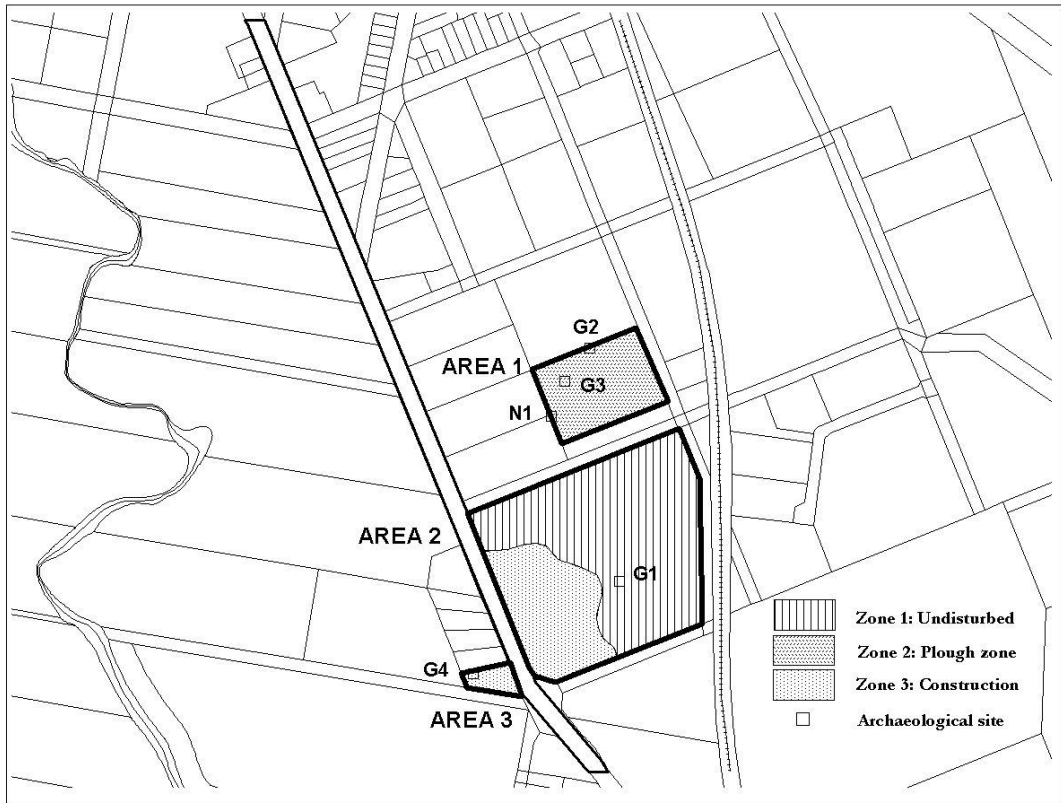 G2
AREA 1
G3
N1
AREA 2
G1
Zone 1: Undisturbed
Zone 2: Plough zone
G4
Zone 3: Construction
AREA 3
Archaeological site